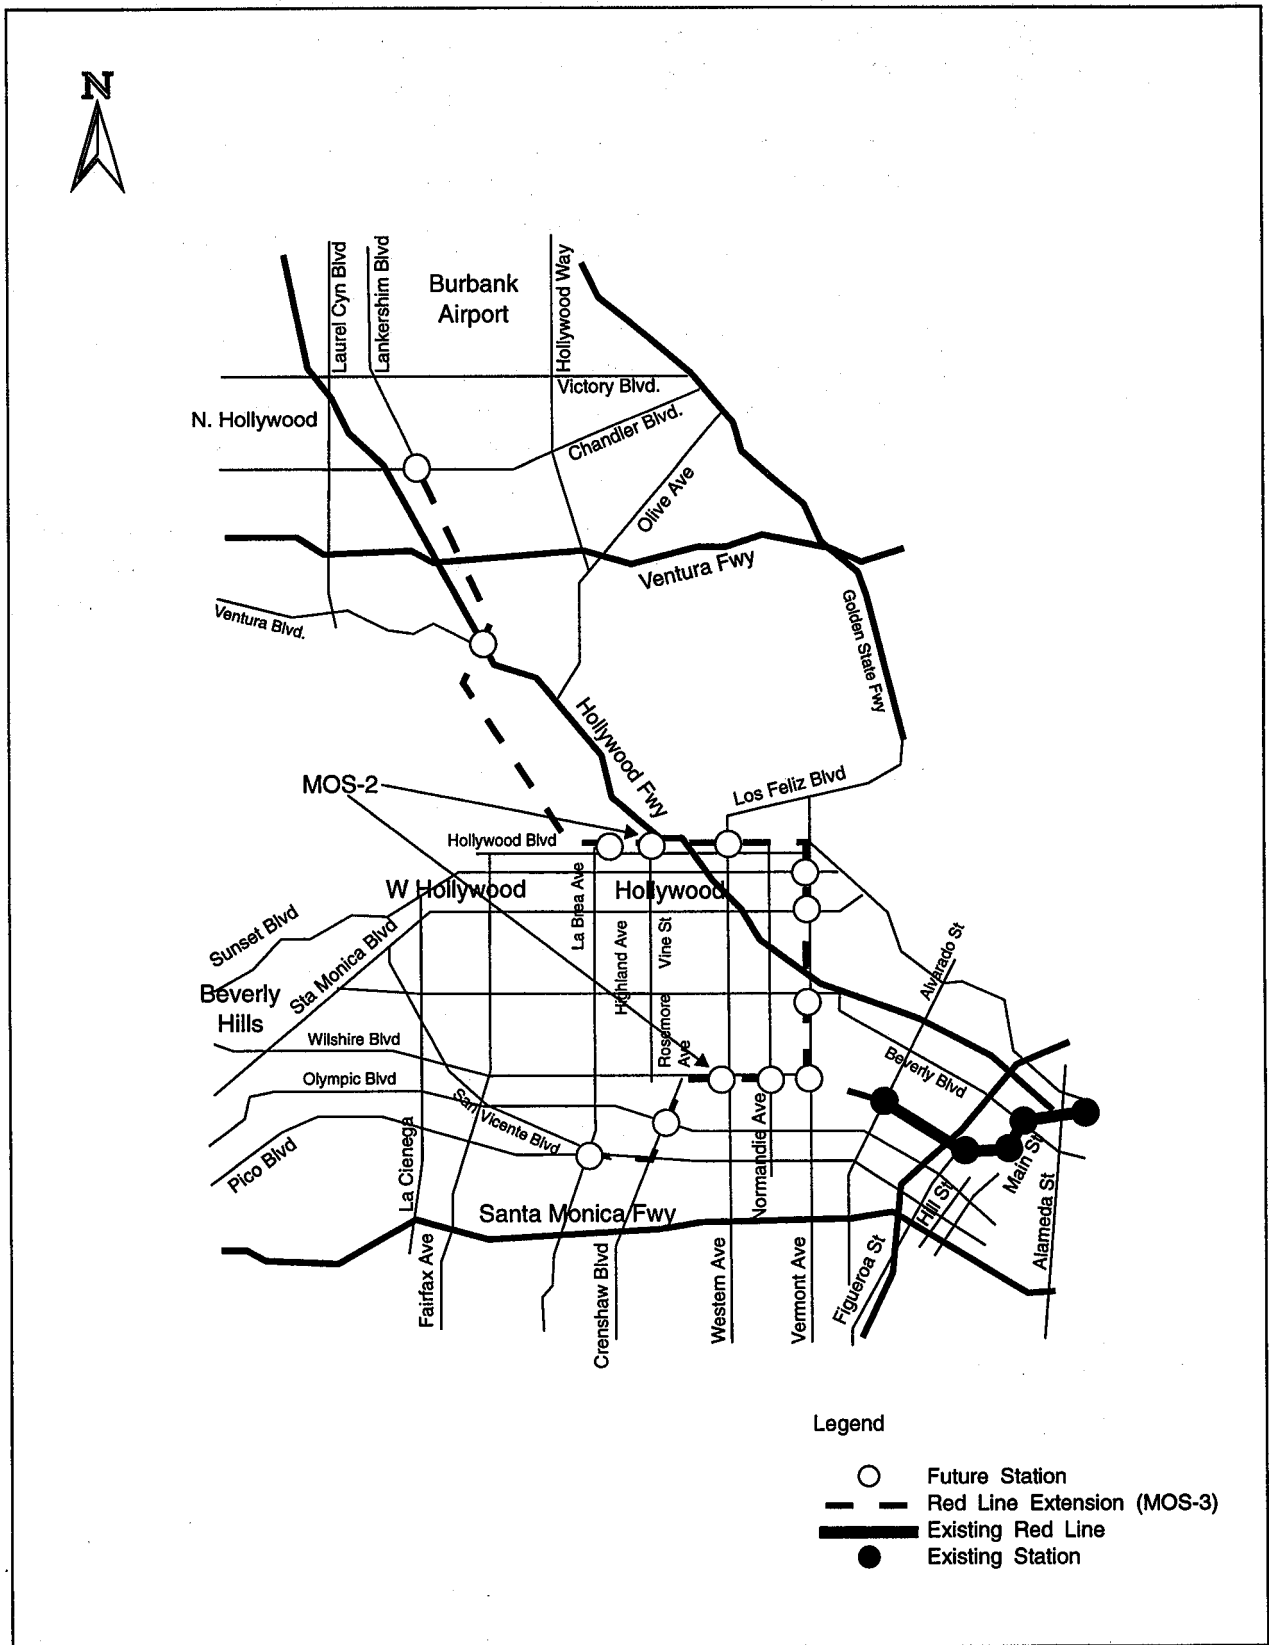 N
Laurel Cyn Blvd
Lankershim Blvd
Burbank
Airport
Hollywood Way
Victory Blvd.
N. Hollywood
Chandler Blvd.
Olive Ave
Ventura Fwy
Ventura Blvd.
Golden State Fwy
Hollywood Fwy
MOS-2
Los Feliz Blvd
Hollywood Blvd
W Hollywood
Hollywood
La Brea Ave
Highland Ave
Vine St
Sunset Blvd
Sta Monica Blvd
Alvarado St
Beverly
Hills
Rosemore
Ave
Wilshire Blvd
Beverly Blvd
Olympic Blvd
San Vicente Blvd
Pico Blvd
La Cienega
Normandie Ave
Main St
Hill St
Alameda St
Santa Monica Fwy
Fairfax Ave
Crenshaw Blvd
Western Ave
Vermont Ave
Figueroa St
Legend
Future Station
Red Line Extension (MOS-3)
Existing Red Line
Existing Station